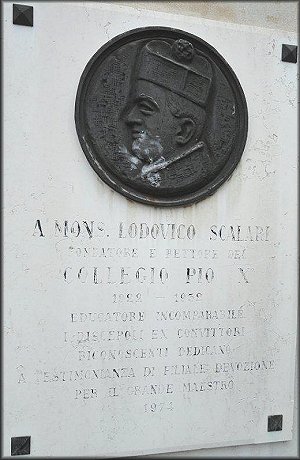 A MONS. LODOVICO SCALARI
FONDATORE E RETTORE DEL
COLLEGIO PIO X
EDUCATORE INCOMPARABILE
I DISCEPOLI EX CONVITTORI
RICONOSCENTI DEDICANO
A TESTIMONIANZA DI FILIALE DEVOZIONE
PER IL GRANDE MAESTRO